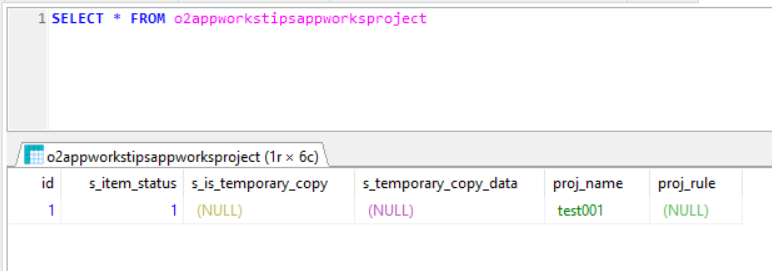 1 SELECT * FROM o2appworkstipsappworksproject
o2appworkstipsappworksproject (1r × 6c)
id s_item_status s_is_temporary_copy s_temporary_copy_data proj_name proj_rule
1 1 (NULL) (NULL) test001 (NULL)